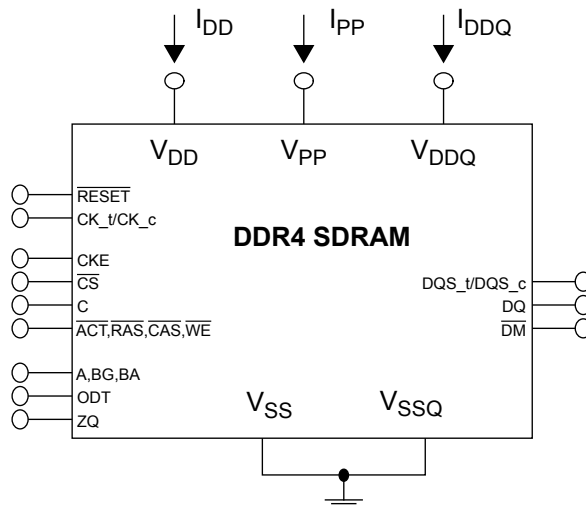 IDD IPP IDDQ
VDD VPP VDDQ
RESET
CK_t/CK_c
DDR4 SDRAM
CKE
CS
DQS_t/DQS_c
C
DQ
ACT,RAS,CAS,WE
DM
A,BG,BA
ODT
VSS VSSQ
ZQ